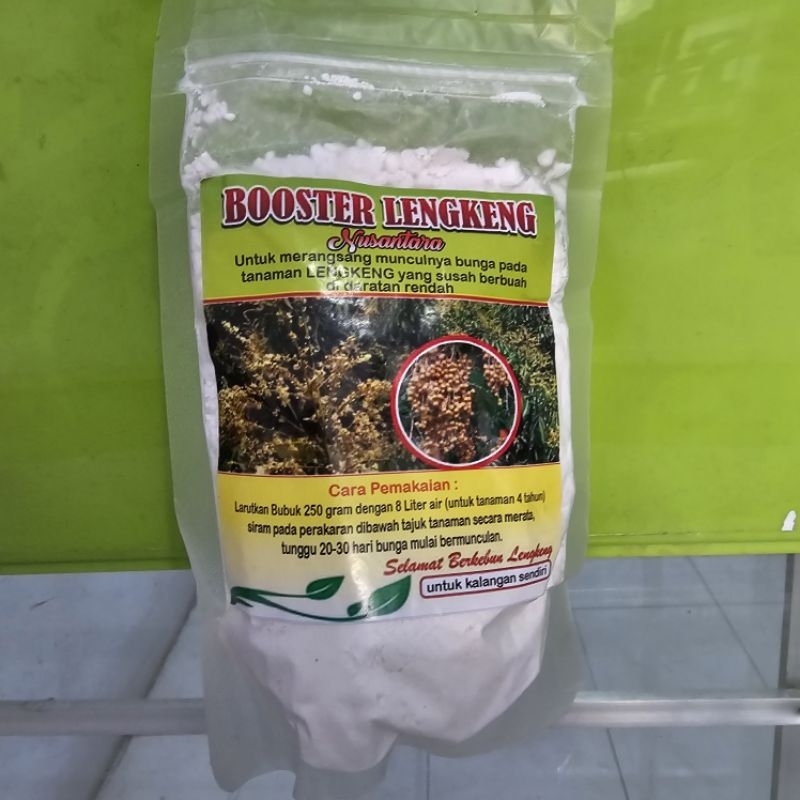 BOOSTER LENGKENG
Nusantara
Untuk merangsang munculnya bunga pada
tanaman LENGKENG yang susah berbuah
di daratan rendah
Cara Pemakaian :
Larutkan Bubuk 250 gram dengan 8 Liter air (untuk tanaman 4 tahun)
siram pada perakaran dibawah tajuk tanaman secara merata,
tunggu 20-30 hari bunga mulai bermunculan.
Selamat Berkebun Lengkeng
untuk kalangan sendiri